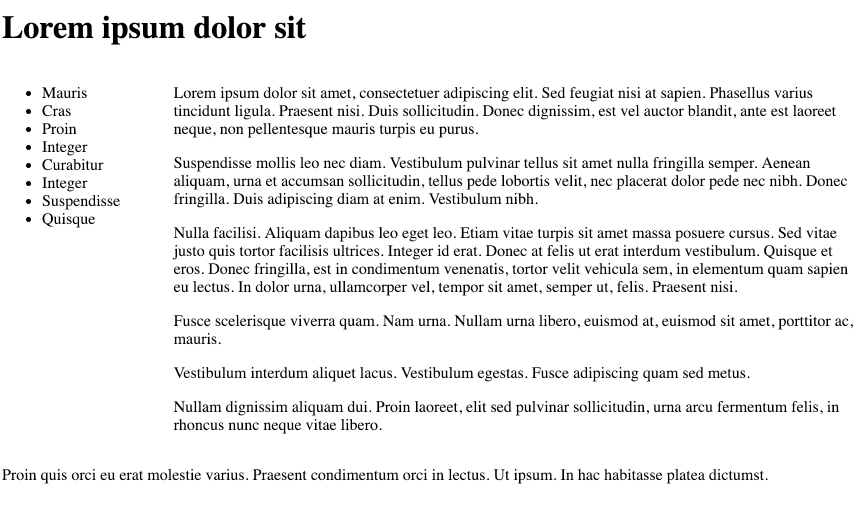 Lorem ipsum dolor sit
Mauris
Cras
Proin
Integer
Curabitur
Integer
Suspendisse
Quisque
Lorem ipsum dolor sit amet, consectetuer adipiscing elit. Sed feugiat nisi at sapien. Phasellus varius
tincidunt ligula. Praesent nisi. Duis sollicitudin. Donec dignissim, est vel auctor blandit, ante est laoreet
neque, non pellentesque mauris turpis eu purus.
Suspendisse mollis leo nec diam. Vestibulum pulvinar tellus sit amet nulla fringilla semper. Aenean
aliquam, urna et accumsan sollicitudin, tellus pede lobortis velit, nec placerat dolor pede nec nibh. Donec
fringilla. Duis adipiscing diam at enim. Vestibulum nibh.
Nulla facilisi. Aliquam dapibus leo eget leo. Etiam vitae turpis sit amet massa posuere cursus. Sed vitae
justo quis tortor facilisis ultrices. Integer id erat. Donec at felis ut erat interdum vestibulum. Quisque et
eros. Donec fringilla, est in condimentum venenatis, tortor velit vehicula sem, in elementum quam sapien
eu lectus. In dolor urna, ullamcorper vel, tempor sit amet, semper ut, felis. Praesent nisi.
Fusce scelerisque viverra quam. Nam urna. Nullam urna libero, euismod at, euismod sit amet, porttitor ac,
mauris.
Vestibulum interdum aliquet lacus. Vestibulum egestas. Fusce adipiscing quam sed metus.
Nullam dignissim aliquam dui. Proin laoreet, elit sed pulvinar sollicitudin, urna arcu fermentum felis, in
rhoncus nunc neque vitae libero.
Proin quis orci eu erat molestie varius. Praesent condimentum orci in lectus. Ut ipsum. In hac habitasse platea dictumst.